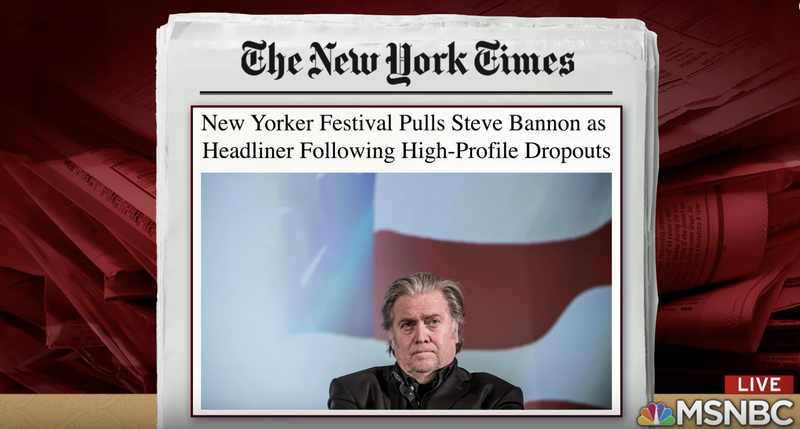 The New York Times
New Yorker Festival Pulls Steve Bannon as
Headliner Following High-Profile Dropouts
LIVE
MSNBC